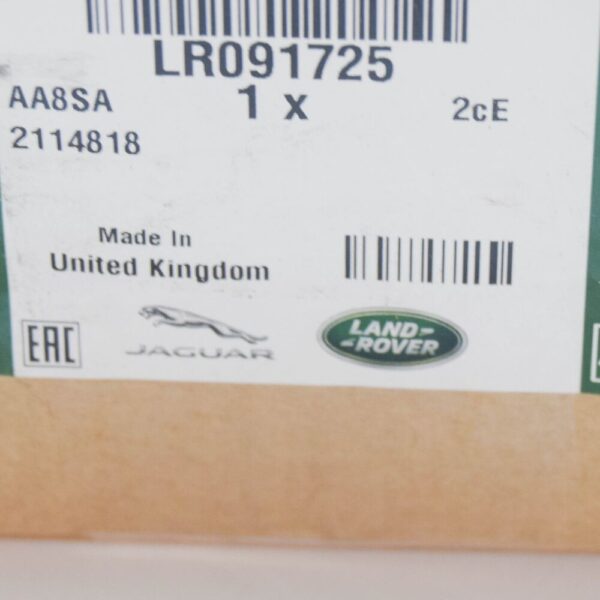 LR091725
AA8SA 1 x 2cE
2114818
Made In
United Kingdom
EAC
JAGUAR
LAND-
-ROVER